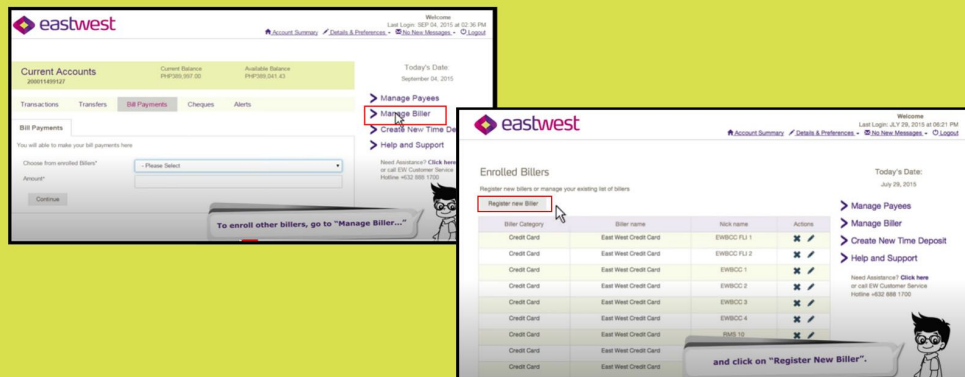 eastwest
Welcome
Last Login: SEP 04, 2015 at 02:36 PM
Account Summary Details & Preferences No New Messages Logout
Current Accounts
200011499127
Current Balance
PHP389,997.00
Available Balance
PHP389,041.43
Today's Date:
September 04, 2015
Transactions Transfers Bill Payments Cheques Alerts
Manage Payees
Manage Biller
Create New Time De
Help and Support
Bill Payments
You will able to make your bill payments here
Choose from enrolled Billers*
- Please Select
Amount*
Continue
Need Assistance? Click here
or call EW Customer Service
Hotline +632 888 1700
To enroll other billers, go to "Manage Biller..."
eastwest
Welcome
Last Login: JLY 29, 2015 at 06:21 PM
Account Summary Details & Preferences No New Messages Logout
Enrolled Billers
Register new billers or manage your existing list of billers
Register new Biller
Today's Date:
July 29, 2015
Manage Payees
Manage Biller
Create New Time Deposit
Help and Support
Need Assistance? Click here
or call EW Customer Service
Hotline +632 888 1700
Biller Category Biller name Nick name Actions
Credit Card East West Credit Card EWBCC FLI 1
Credit Card East West Credit Card EWBCC FLI 2
Credit Card East West Credit Card EWBCC 1
Credit Card East West Credit Card EWBCC 2
Credit Card East West Credit Card EWBCC 3
Credit Card East West Credit Card EWBCC 4
Credit Card East West Credit Card RMS 10
Credit Card East West Credit Card
Credit Card East West Credit Card
and click on "Register New Biller".